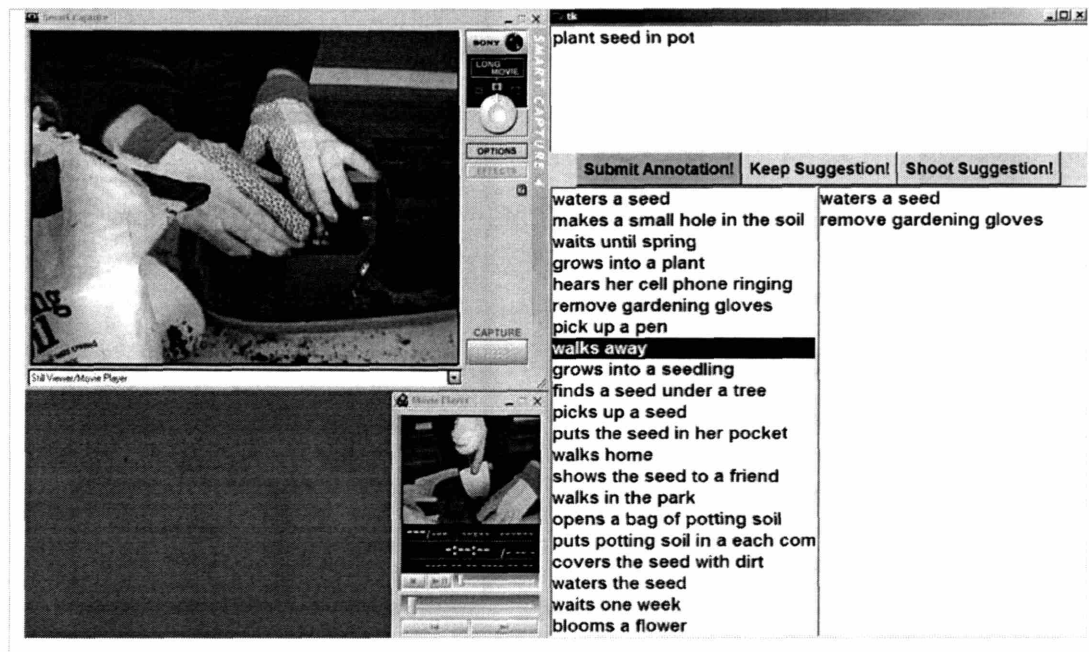 Smart Capture
SONY
LONG
MOVIE
SMART CAPTURE
OPTIONS
EFFECTS
CAPTURE
Still Viewer/Movie Player
Movie Player
tk
plant seed in pot
Submit Annotation! Keep Suggestion! Shoot Suggestion!
waters a seed
makes a small hole in the soil
waits until spring
grows into a plant
hears her cell phone ringing
remove gardening gloves
pick up a pen
walks away
grows into a seedling
finds a seed under a tree
picks up a seed
puts the seed in her pocket
walks home
shows the seed to a friend
walks in the park
opens a bag of potting soil
puts potting soil in a each com
covers the seed with dirt
waters the seed
waits one week
blooms a flower
waters a seed
remove gardening gloves